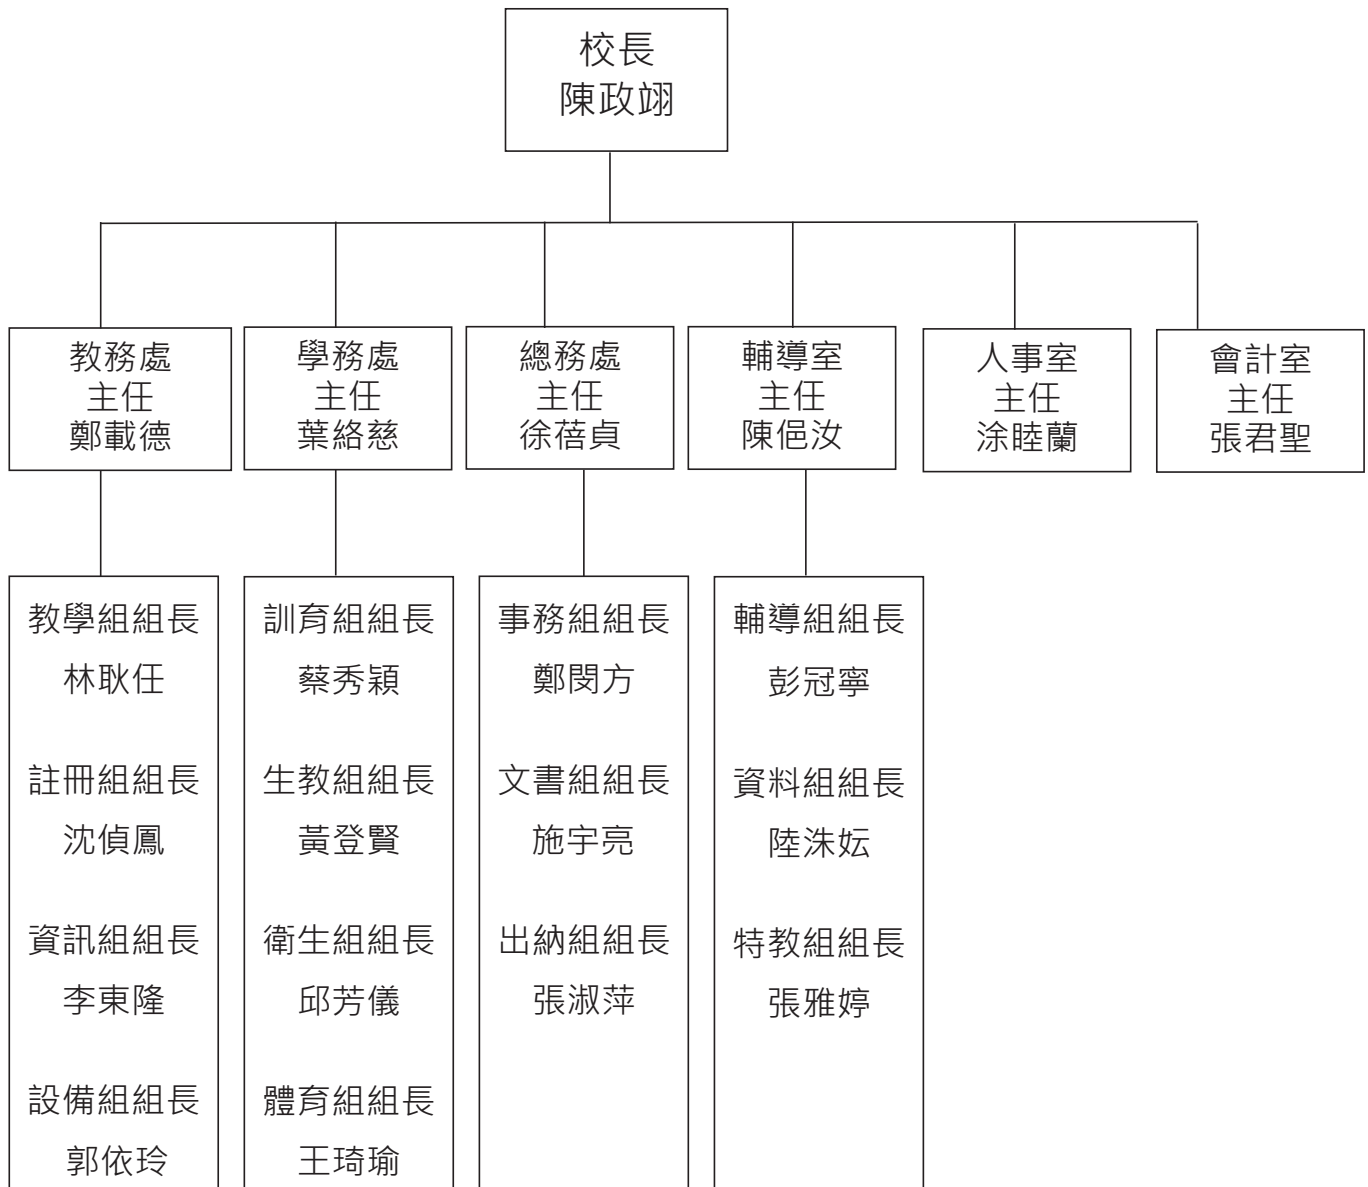 校長
陳政翊
教務處
主任
鄭載德
學務處
主任
葉絡慈
總務處
主任
徐蓓貞
輔導室
主任
陳俋汝
人事室
主任
涂睦蘭
會計室
主任
張君聖
教學組組長
林耿任
註冊組組長
沈偵鳳
資訊組組長
李東隆
設備組組長
郭依玲
訓育組組長
蔡秀穎
生教組組長
黃登賢
衛生組組長
邱芳儀
體育組組長
王琦瑜
事務組組長
鄭閔方
文書組組長
施宇亮
出納組組長
張淑萍
輔導組組長
彭冠寧
資料組組長
陸洙妘
特教組組長
張雅婷